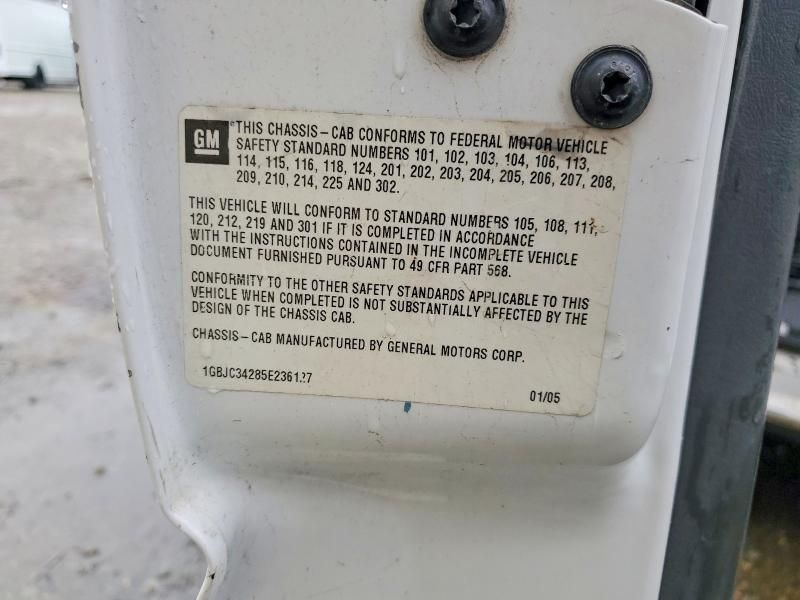 GM
THIS CHASSIS-CAB CONFORMS TO FEDERAL MOTOR VEHICLE
SAFETY STANDARD NUMBERS 101, 102, 103, 104, 106, 113,
114, 115, 116, 118, 124, 201, 202, 203, 204, 205, 206, 207, 208,
209, 210, 214, 225 AND 302.
THIS VEHICLE WILL CONFORM TO STANDARD NUMBERS 105, 108, 111,
120, 212, 219 AND 301 IF IT IS COMPLETED IN ACCORDANCE
WITH THE INSTRUCTIONS CONTAINED IN THE INCOMPLETE VEHICLE
DOCUMENT FURNISHED PURSUANT TO 49 CFR PART 568.
CONFORMITY TO THE OTHER SAFETY STANDARDS APPLICABLE TO THIS
VEHICLE WHEN COMPLETED IS NOT SUBSTANTIALLY AFFECTED BY THE
DESIGN OF THE CHASSIS CAB.
CHASSIS-CAB MANUFACTURED BY GENERAL MOTORS CORP.
01/05